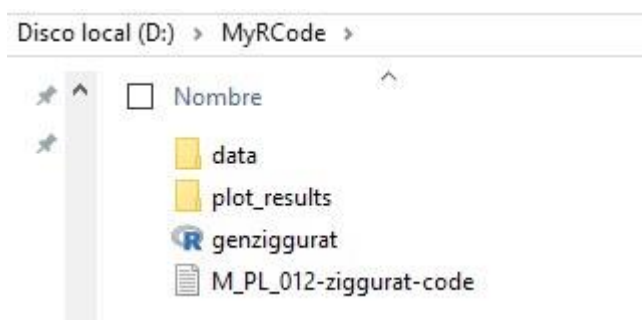 Disco local (D:) > MyRCode >
Nombre
data
plot_results
genziggurat
M_PL_012-ziggurat-code